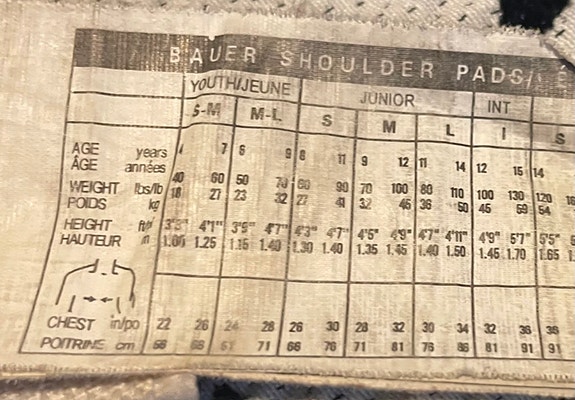 BAUER SHOULDER PADS/
YOUTH/JEUNE JUNIOR INT
S-M M-L S M L I S
AGE years 7 6 9 8 11 9 12 11 14 12 15 14
ÂGE années
WEIGHT lbs/lb 40 60 50 70 60 90 70 100 80 110 100 130 120
POIDS kg 18 27 23 32 27 41 32 45 36 50 45 59 54
HEIGHT 3'3" 4'1" 3'9" 4'7" 4'3" 4'7" 4'5" 4'9" 4'7" 4'11" 4'9" 5'7" 5'5"
HAUTEUR 1.00 1.25 1.15 1.40 1.30 1.40 1.35 1.45 1.40 1.50 1.45 1.70 1.65
CHEST in/po 22 26 24 28 26 30 28 32 30 34 32 36 36
POITRINE cm 56 66 61 71 66 76 71 81 76 86 81 91 91